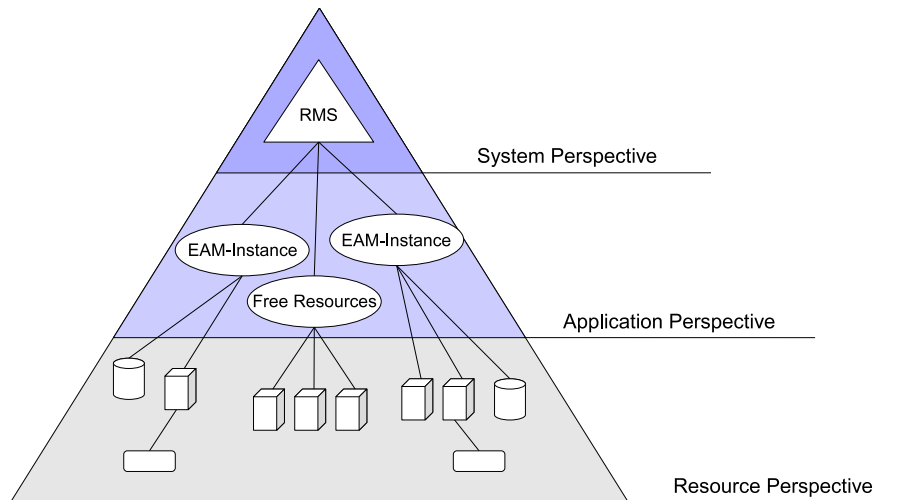 RMS
System Perspective
EAM-Instance
EAM-Instance
Free Resources
Application Perspective
Resource Perspective